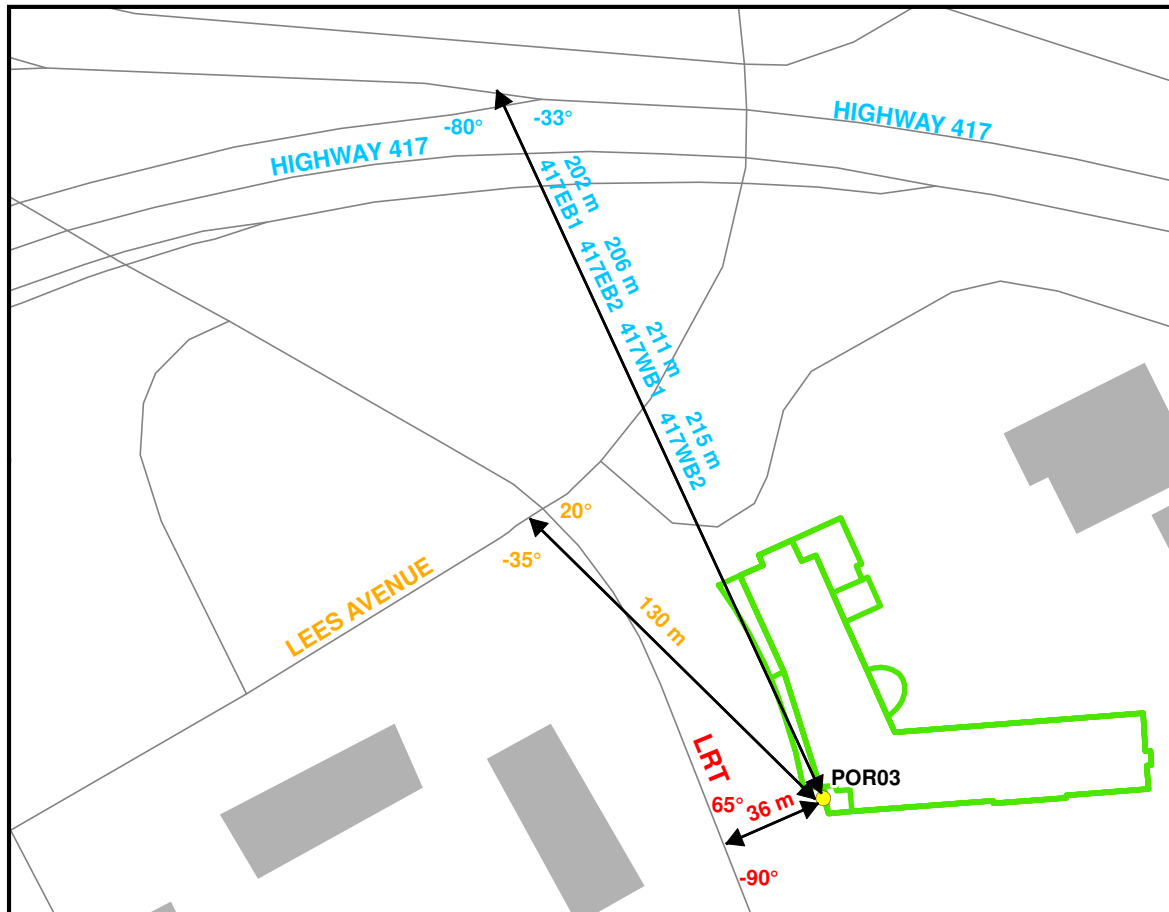 HIGHWAY 417
-80°
-33°
HIGHWAY 417
202 m
417EB1
206 m
417EB2
211 m
417WB1
215 m
417WB2
20°
-35°
LEES AVENUE
130 m
LRT
POR03
65°
36 m
-90°